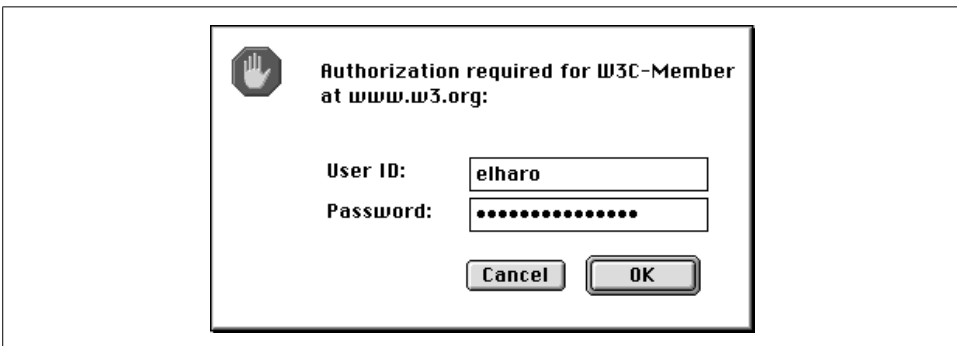 Authorization required for W3C-Member
at www.w3.org:
User ID:
elharo
Password:
•••••••••••••••
Cancel
OK